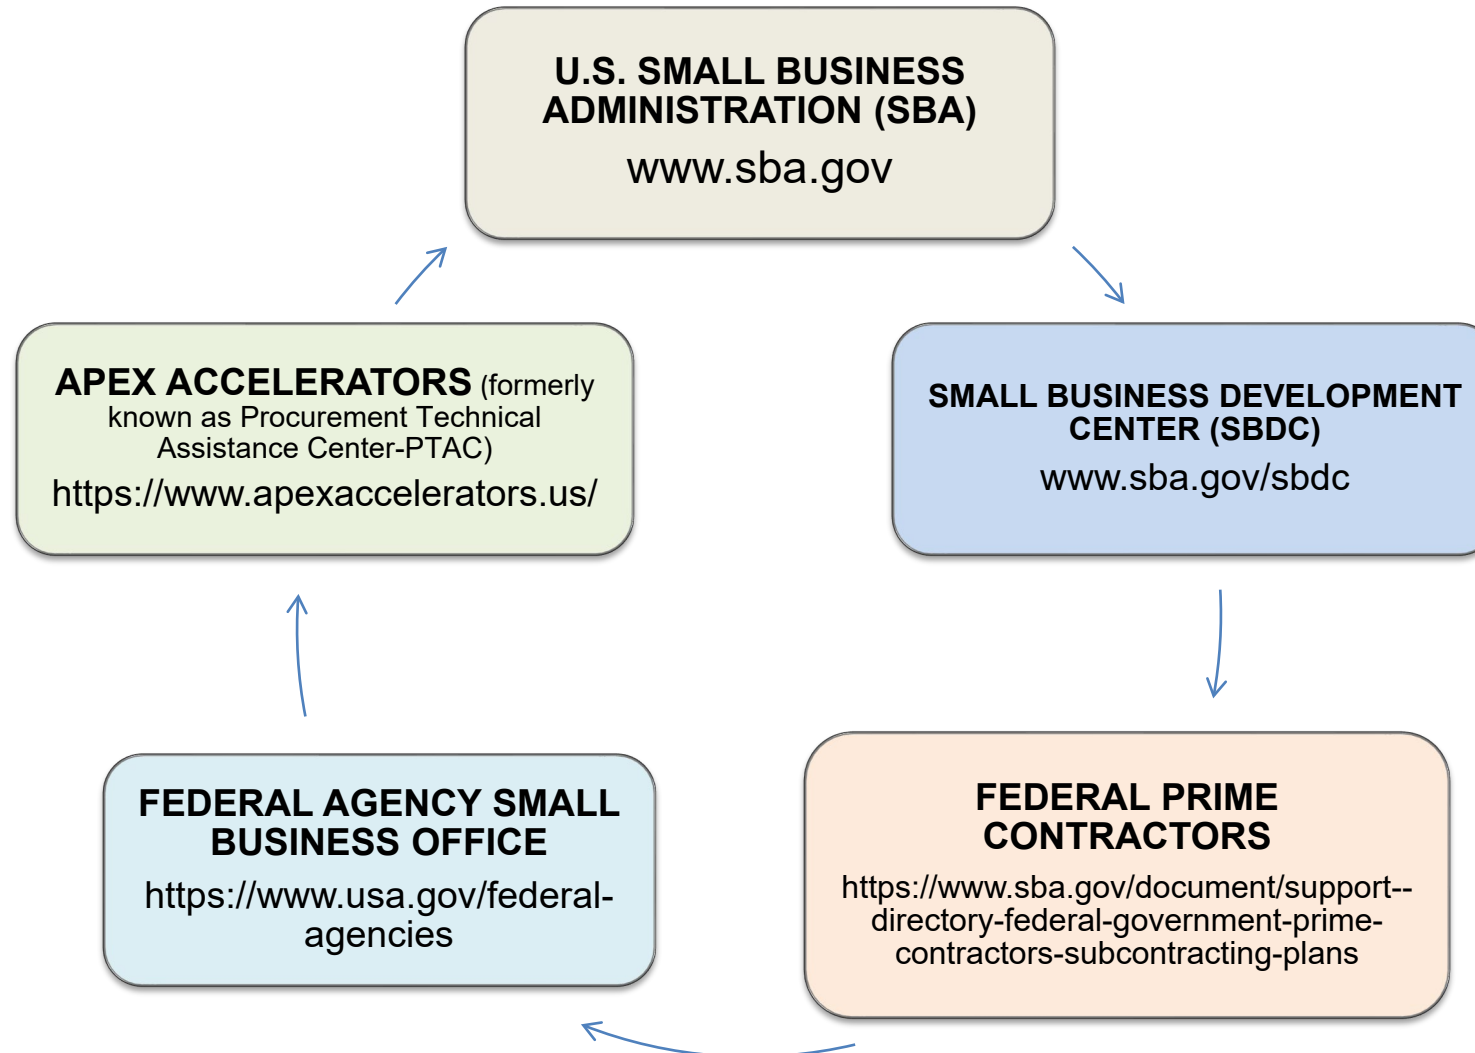 U.S. SMALL BUSINESS
ADMINISTRATION (SBA)
www.sba.gov
APEX ACCELERATORS (formerly
known as Procurement Technical
Assistance Center-PTAC)
https://www.apexaccelerators.us/
SMALL BUSINESS DEVELOPMENT
CENTER (SBDC)
www.sba.gov/sbdc
FEDERAL AGENCY SMALL
BUSINESS OFFICE
https://www.usa.gov/federal-
agencies
FEDERAL PRIME
CONTRACTORS
https://www.sba.gov/document/support--
directory-federal-government-prime-
contractors-subcontracting-plans